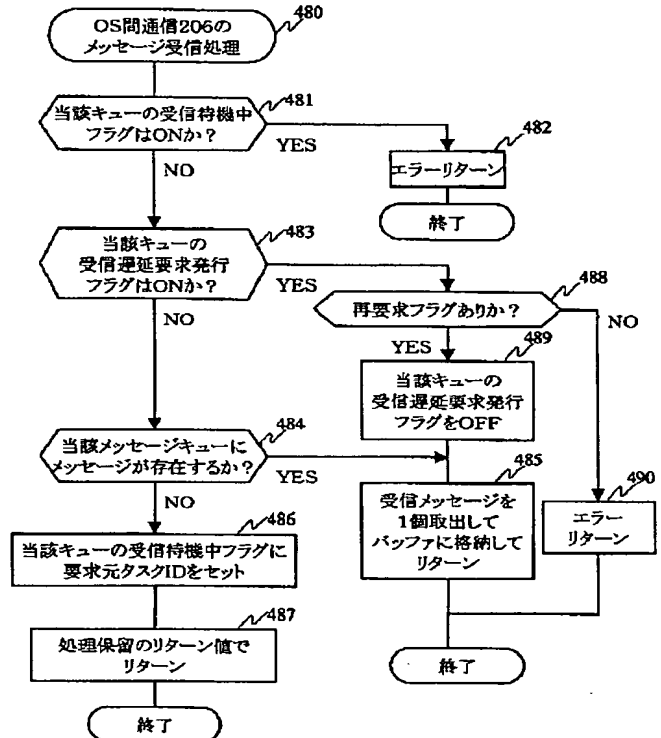 OS間通信206の
メッセージ受信処理
480
当該キューの受信待機中
フラグはONか？
481
YES
NO
482
エラーリターン
終了
当該キューの
受信遅延要求発行
フラグはONか？
483
YES
NO
再要求フラグありか？
488
NO
YES
489
当該キューの
受信遅延要求発行
フラグをOFF
当該メッセージキューに
メッセージが存在するか？
484
YES
NO
485
受信メッセージを
1個取出して
バッファに格納して
リターン
490
エラー
リターン
486
当該キューの受信待機中フラグに
要求元タスクIDをセット
487
処理保留のリターン値で
リターン
終了
終了